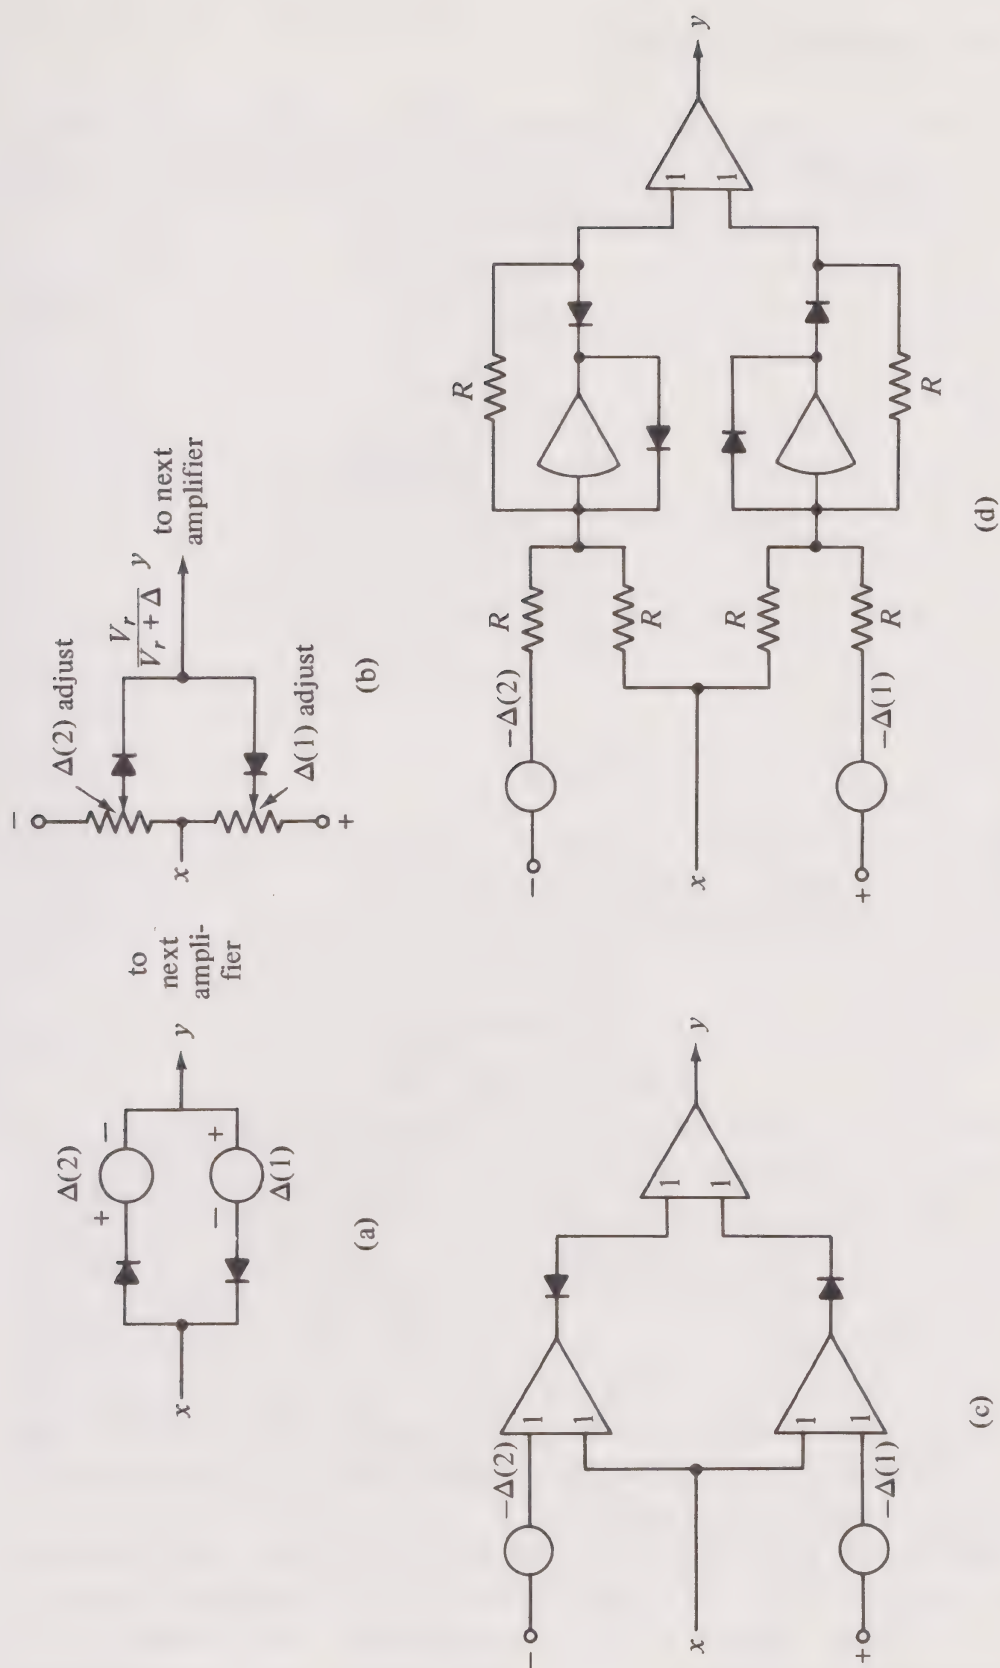 x
Δ(2)
+
−
−
+
Δ(1)
y
to
next
ampli-
fier
(a)
−
Δ(2) adjust
x
V_r
V_r + Δ
y
to next
amplifier
Δ(1) adjust
+
(b)
−
−Δ(2)
1
1
x
1
1
−Δ(1)
+
1
1
y
(c)
−
−Δ(2)
R
R
R
x
R
R
R
−Δ(1)
+
1
1
y
(d)